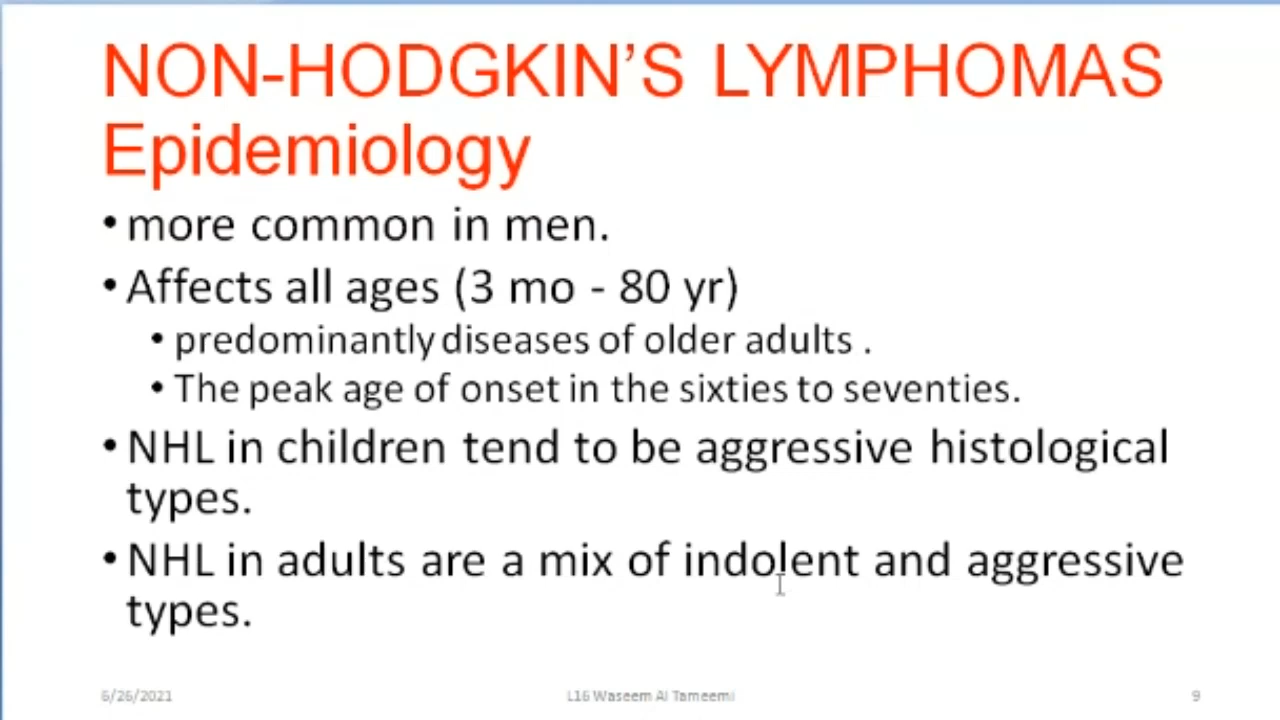 NON-HODGKIN’S LYMPHOMAS
Epidemiology
• more common in men.
• Affects all ages (3 mo - 80 yr)
• predominantly diseases of older adults .
• The peak age of onset in the sixties to seventies.
• NHL in children tend to be aggressive histological
types.
• NHL in adults are a mix of indolent and aggressive
types.
6/26/2021
L16 Waseem Al Tameemi
9